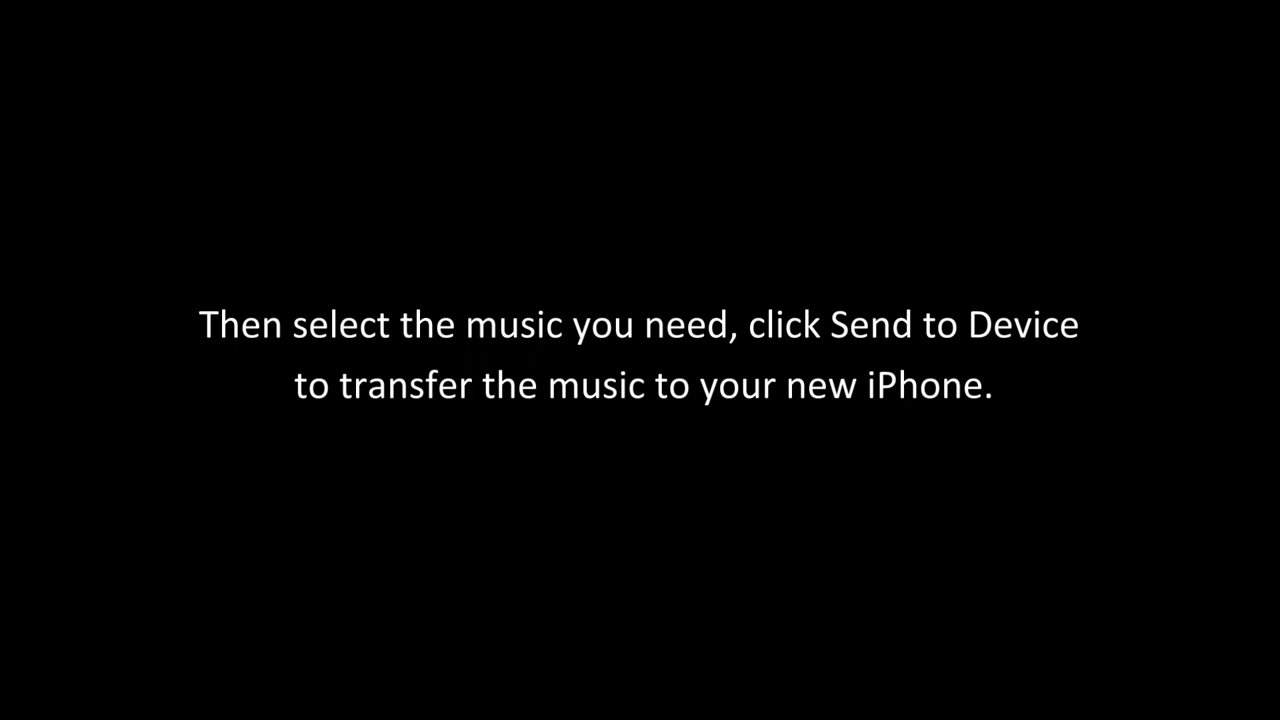 Then select the music you need, click Send to Device
to transfer the music to your new iPhone.